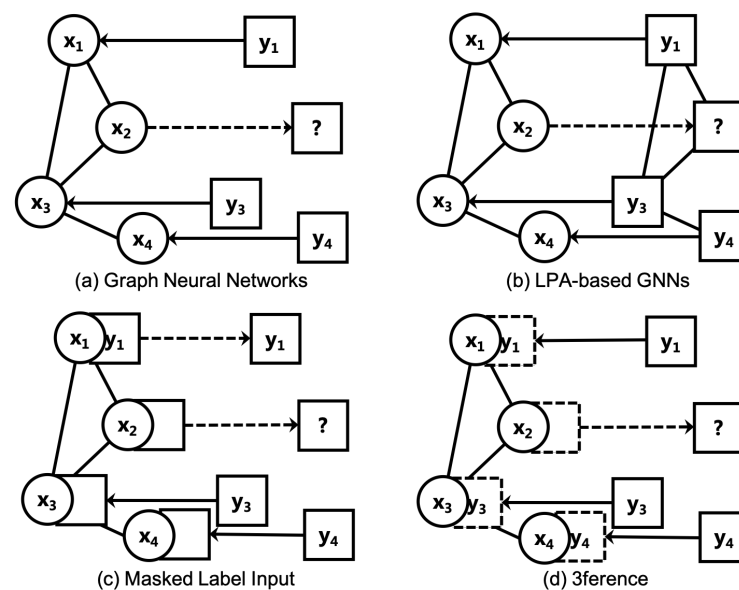 x₁ y₁
x₂ ?
x₃ y₃
x₄ y₄
(a) Graph Neural Networks
x₁ y₁
x₂ ?
x₃ y₃
x₄ y₄
(b) LPA-based GNNs
x₁ y₁ y₁
x₂ ?
x₃ y₃
x₄ y₄
(c) Masked Label Input
x₁ y₁ y₁
x₂ ?
x₃ y₃ y₃
x₄ y₄ y₄
(d) 3ference